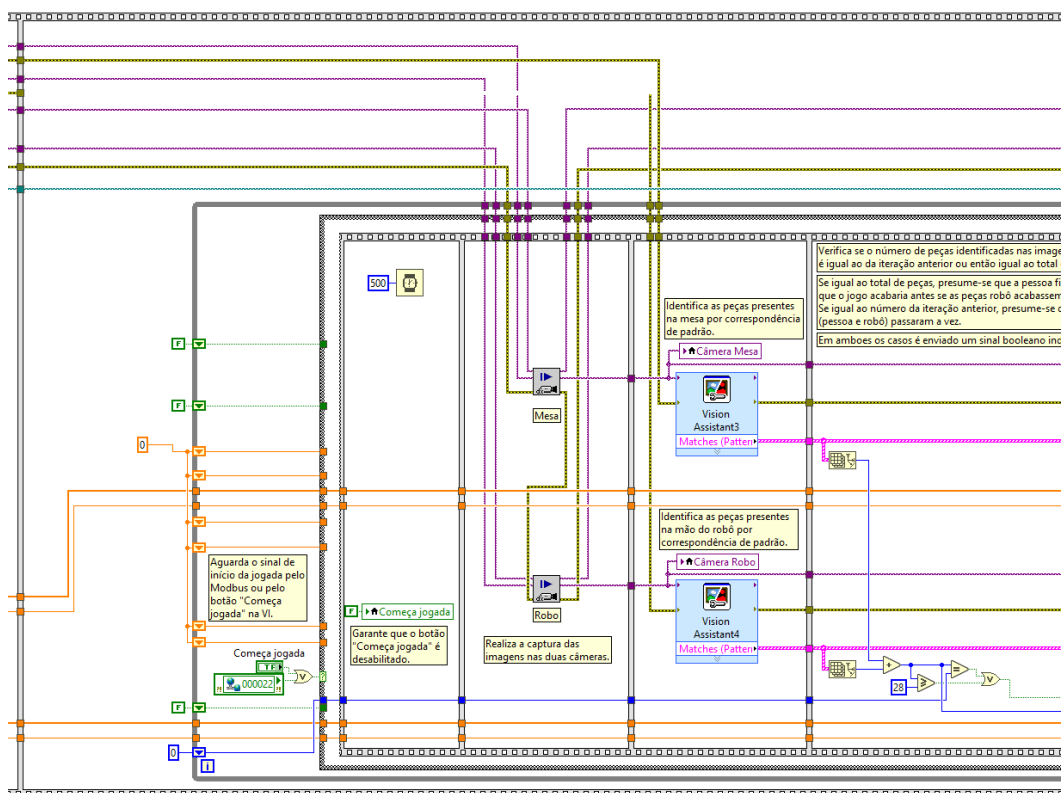 500
Verifica se o número de peças identificadas nas image
é igual ao da iteração anterior ou então igual ao total
Se igual ao total de peças, presume-se que a pessoa fi
que o jogo acabaria antes se as peças robô acabassem
Se igual ao número da iteração anterior, presume-se q
(pessoa e robô) passaram a vez.
Em amboes os casos é enviado um sinal booleano inc
Identifica as peças presentes
na mesa por correspondência
de padrão.
Câmera Mesa
Vision
Assistant3
Matches (Patten
F
F
Mesa
0
Identifica as peças presentes
na mão do robô por
correspondência de padrão.
Câmera Robo
Vision
Assistant4
Matches (Patten
Aguarda o sinal de
início da jogada pelo
Modbus ou pelo
botão "Começa
jogada" na VI.
F
Começa jogada
Garante que o botão
"Começa jogada" é
desabilitado.
Robo
Realiza a captura das
imagens nas duas câmeras.
Começa jogada
TF
000022
?
28
F
0
i